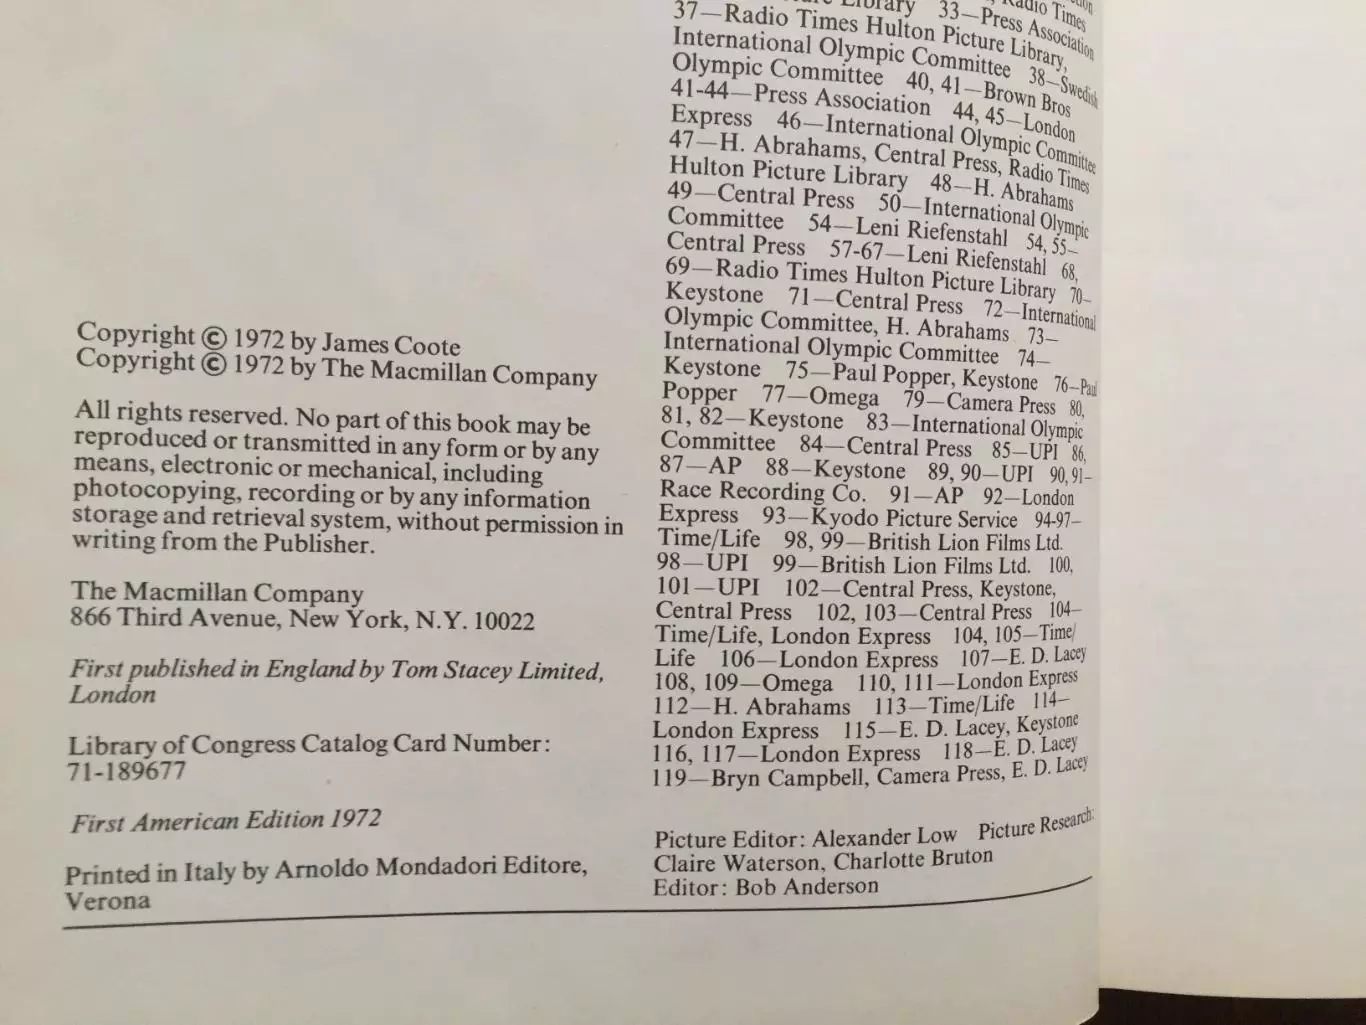 Copyright © 1972 by James Coote
Copyright © 1972 by The Macmillan Company
All rights reserved. No part of this book may be
reproduced or transmitted in any form or by any
means, electronic or mechanical, including
photocopying, recording or by any information
storage and retrieval system, without permission in
writing from the Publisher.
The Macmillan Company
866 Third Avenue, New York, N.Y. 10022
First published in England by Tom Stacey Limited,
London
Library of Congress Catalog Card Number:
71-189677
First American Edition 1972
Printed in Italy by Arnoldo Mondadori Editore,
Verona
Radio Times
Library 33—Press Association
37—Radio Times Hulton Picture Library,
International Olympic Committee 38—Swedish
Olympic Committee 40, 41—Brown Bros
41-44—Press Association 44, 45—London
Express 46—International Olympic Committee
47—H. Abrahams, Central Press, Radio Times
Hulton Picture Library 48—H. Abrahams
49—Central Press 50—International Olympic
Committee 54—Leni Riefenstahl 54, 55—
Central Press 57-67—Leni Riefenstahl 68,
69—Radio Times Hulton Picture Library 70—
Keystone 71—Central Press 72—International
Olympic Committee, H. Abrahams 73—
International Olympic Committee 74—
Keystone 75—Paul Popper, Keystone 76—Paul
Popper 77—Omega 79—Camera Press 80,
81, 82—Keystone 83—International Olympic
Committee 84—Central Press 85—UPI 86,
87—AP 88—Keystone 89, 90—UPI 90, 91—
Race Recording Co. 91—AP 92—London
Express 93—Kyodo Picture Service 94-97—
Time/Life 98, 99—British Lion Films Ltd.
98—UPI 99—British Lion Films Ltd. 100,
101—UPI 102—Central Press, Keystone,
Central Press 102, 103—Central Press 104—
Time/Life, London Express 104, 105—Time/
Life 106—London Express 107—E. D. Lacey
108, 109—Omega 110, 111—London Express
112—H. Abrahams 113—Time/Life 114—
London Express 115—E. D. Lacey, Keystone
116, 117—London Express 118—E. D. Lacey
119—Bryn Campbell, Camera Press, E. D. Lacey
Picture Editor: Alexander Low Picture Research:
Claire Waterson, Charlotte Bruton
Editor: Bob Anderson